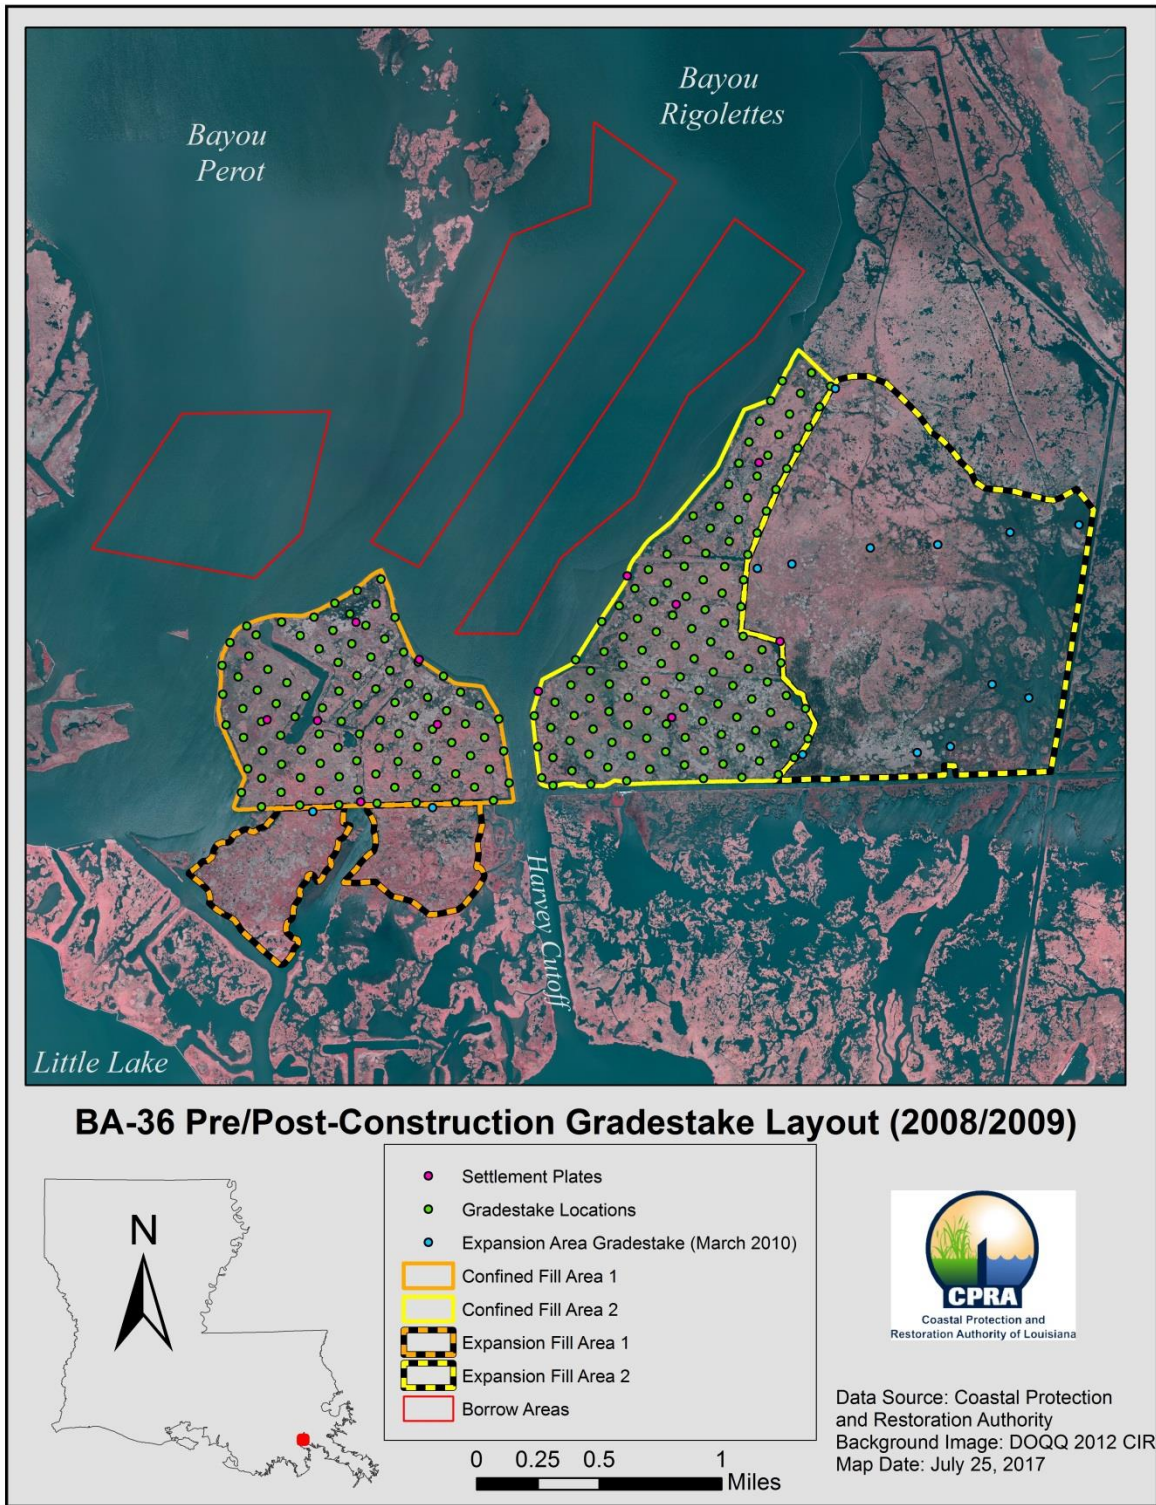 Bayou
Perot
Bayou
Rigolettes
Harvey Cutoff
Little Lake
BA-36 Pre/Post-Construction Gradestake Layout (2008/2009)
N
Settlement Plates
Gradestake Locations
Expansion Area Gradestake (March 2010)
Confined Fill Area 1
Confined Fill Area 2
Expansion Fill Area 1
Expansion Fill Area 2
Borrow Areas
0 0.25 0.5 1
Miles
CPRA
Coastal Protection and
Restoration Authority of Louisiana
Data Source: Coastal Protection
and Restoration Authority
Background Image: DOQQ 2012 CIR
Map Date: July 25, 2017